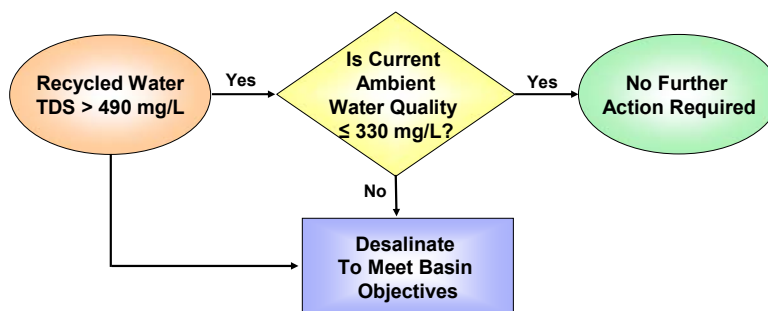 Recycled Water
TDS > 490 mg/L
Yes
Is Current
Ambient
Water Quality
≤ 330 mg/L?
Yes
No Further
Action Required
No
Desalinate
To Meet Basin
Objectives